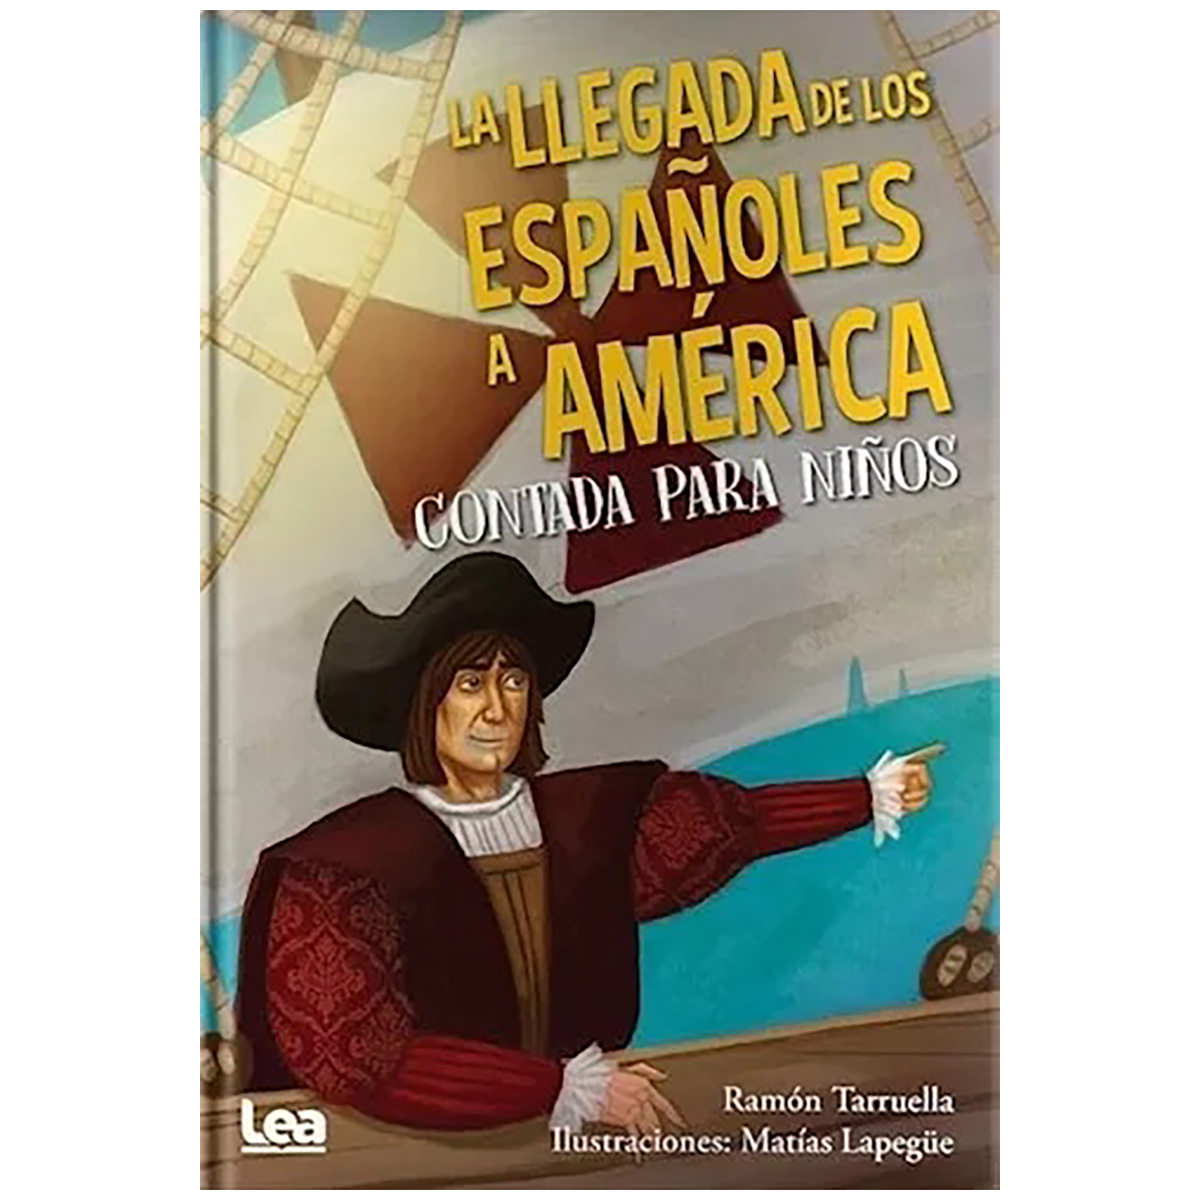 LA LLEGADA DE LOS
ESPAÑOLES
A AMÉRICA
CONTADA PARA NIÑOS
Ramón Tarruella
Ilustraciones: Matías Lapegüe
Lea